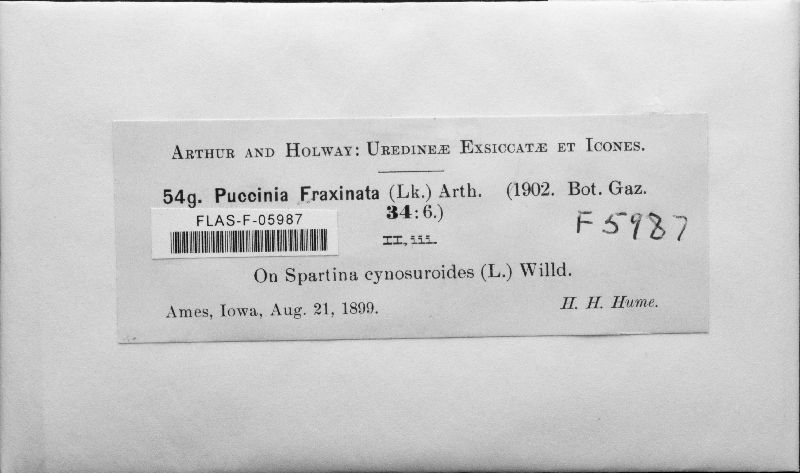 Arthur and Holway: Uredineæ Exsiccatæ et Icones.
54g. Puccinia Fraxinata (Lk.) Arth. (1902. Bot. Gaz.
34:6.)
FLAS-F-05987
F5987
II, iii.
On Spartina cynosuroides (L.) Willd.
Ames, Iowa, Aug. 21, 1899.
H. H. Hume.